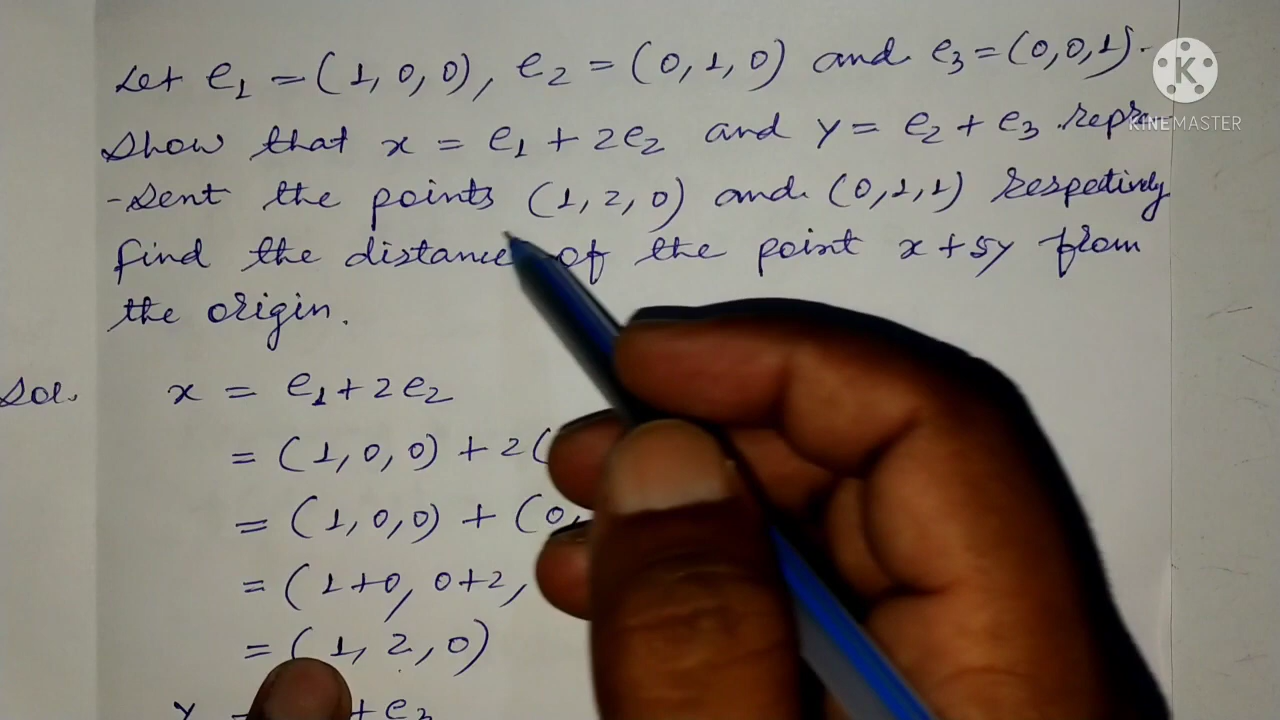 Let e₁ = (1, 0, 0), e₂ = (0, 1, 0) and e₃ = (0,0,1).
Show that x = e₁ + 2e₂ and y = e₂ + e₃ repre-
-sent the points (1, 2, 0) and (0,1,1) respectively
find the distance of the point x + 5y from
the origin.
Sol. x = e₁ + 2e₂
= (1, 0, 0) + 2(
= (1, 0, 0) + (0,
= (1+0, 0+2,
= (1, 2, 0)
y = + e₃
K
KINEMASTER